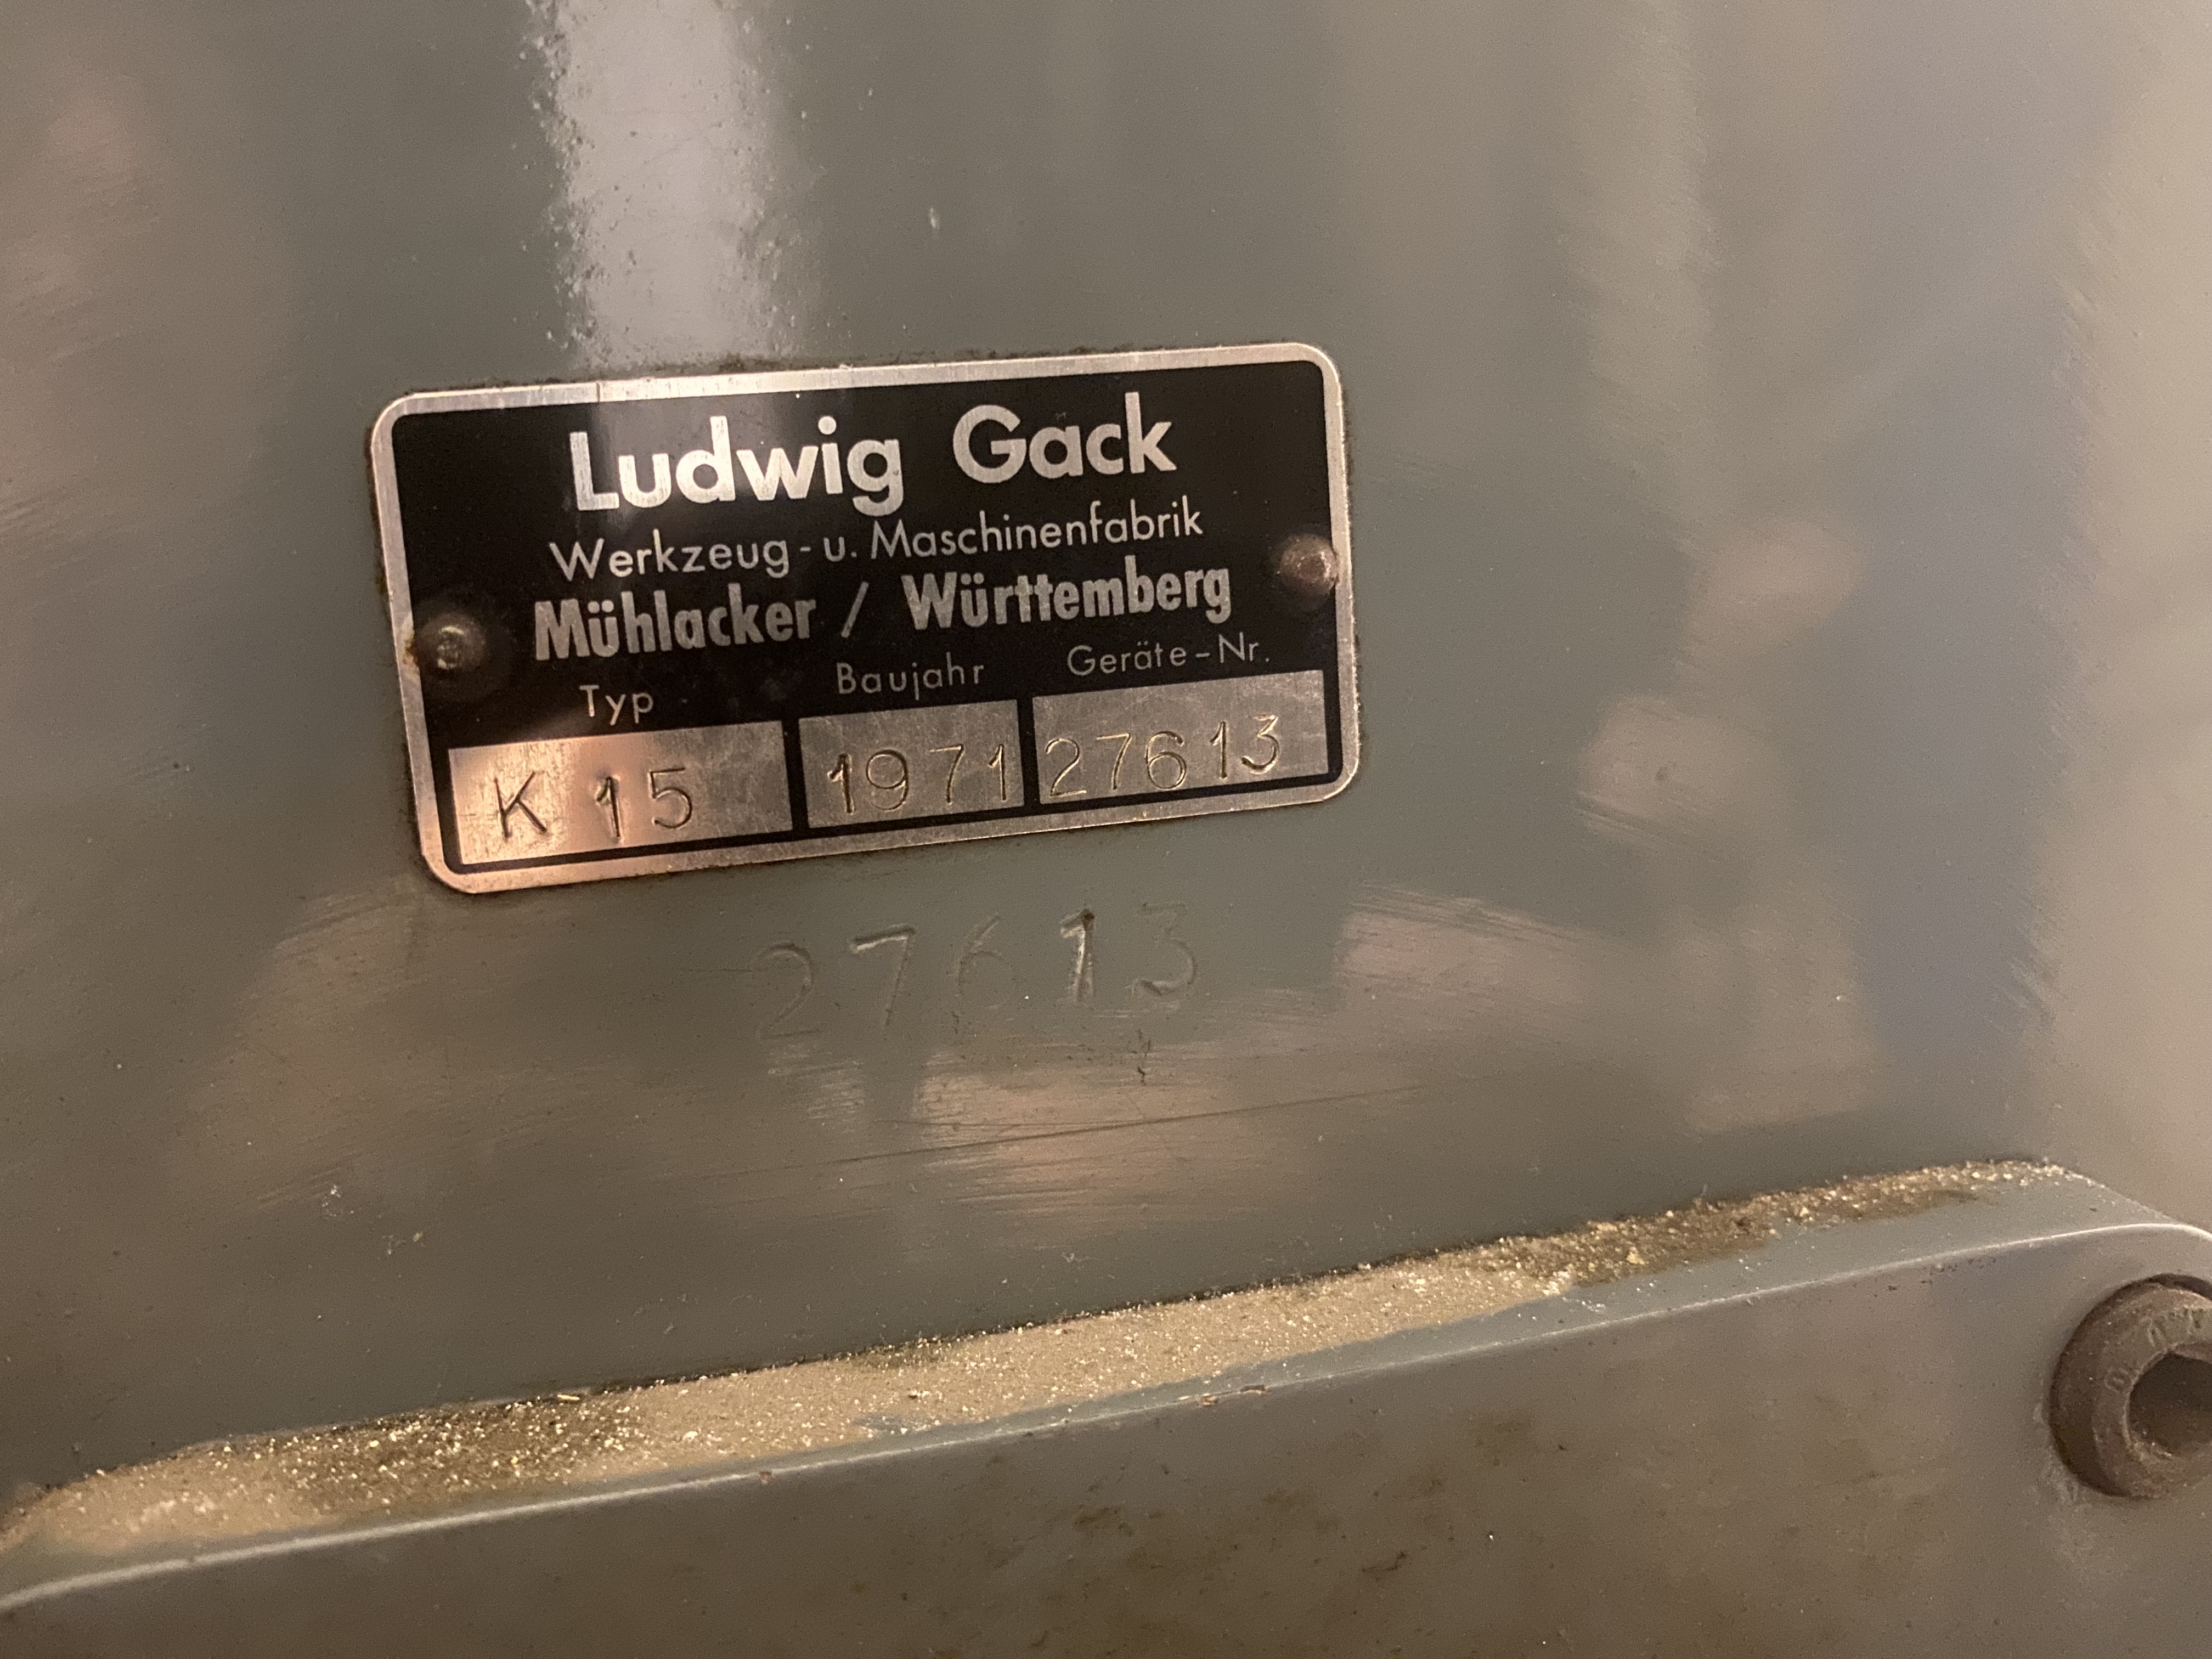 Ludwig Gack
Werkzeug - u. Maschinenfabrik
Mühlacker / Württemberg
Typ Baujahr Geräte-Nr.
K 15 1971 27613
27613